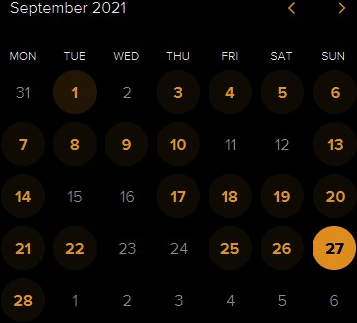 September 2021
MON TUE WED THU FRI SAT SUN
31 1 2 3 4 5 6
7 8 9 10 11 12 13
14 15 16 17 18 19 20
21 22 23 24 25 26 27
28 1 2 3 4 5 6